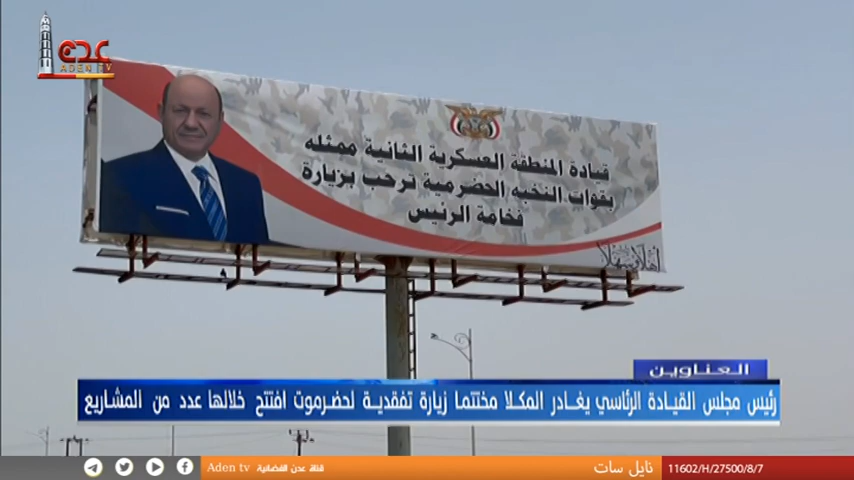 عدن
ADEN TV
قيادة المنطقة العسكرية الثانية ممثله
بقوات النخبه الحضرمية ترحب بزيارة
فخامة الرئيس
أهلا وسهلا
العناوين
رئيس مجلس القيادة الرئاسي يغادر المكلا مختتما زيارة تفقدية لحضرموت افتتح خلالها عدد من المشاريع
Aden tv قناة عدن الفضائية
نايل سات
11602/H/27500/8/7